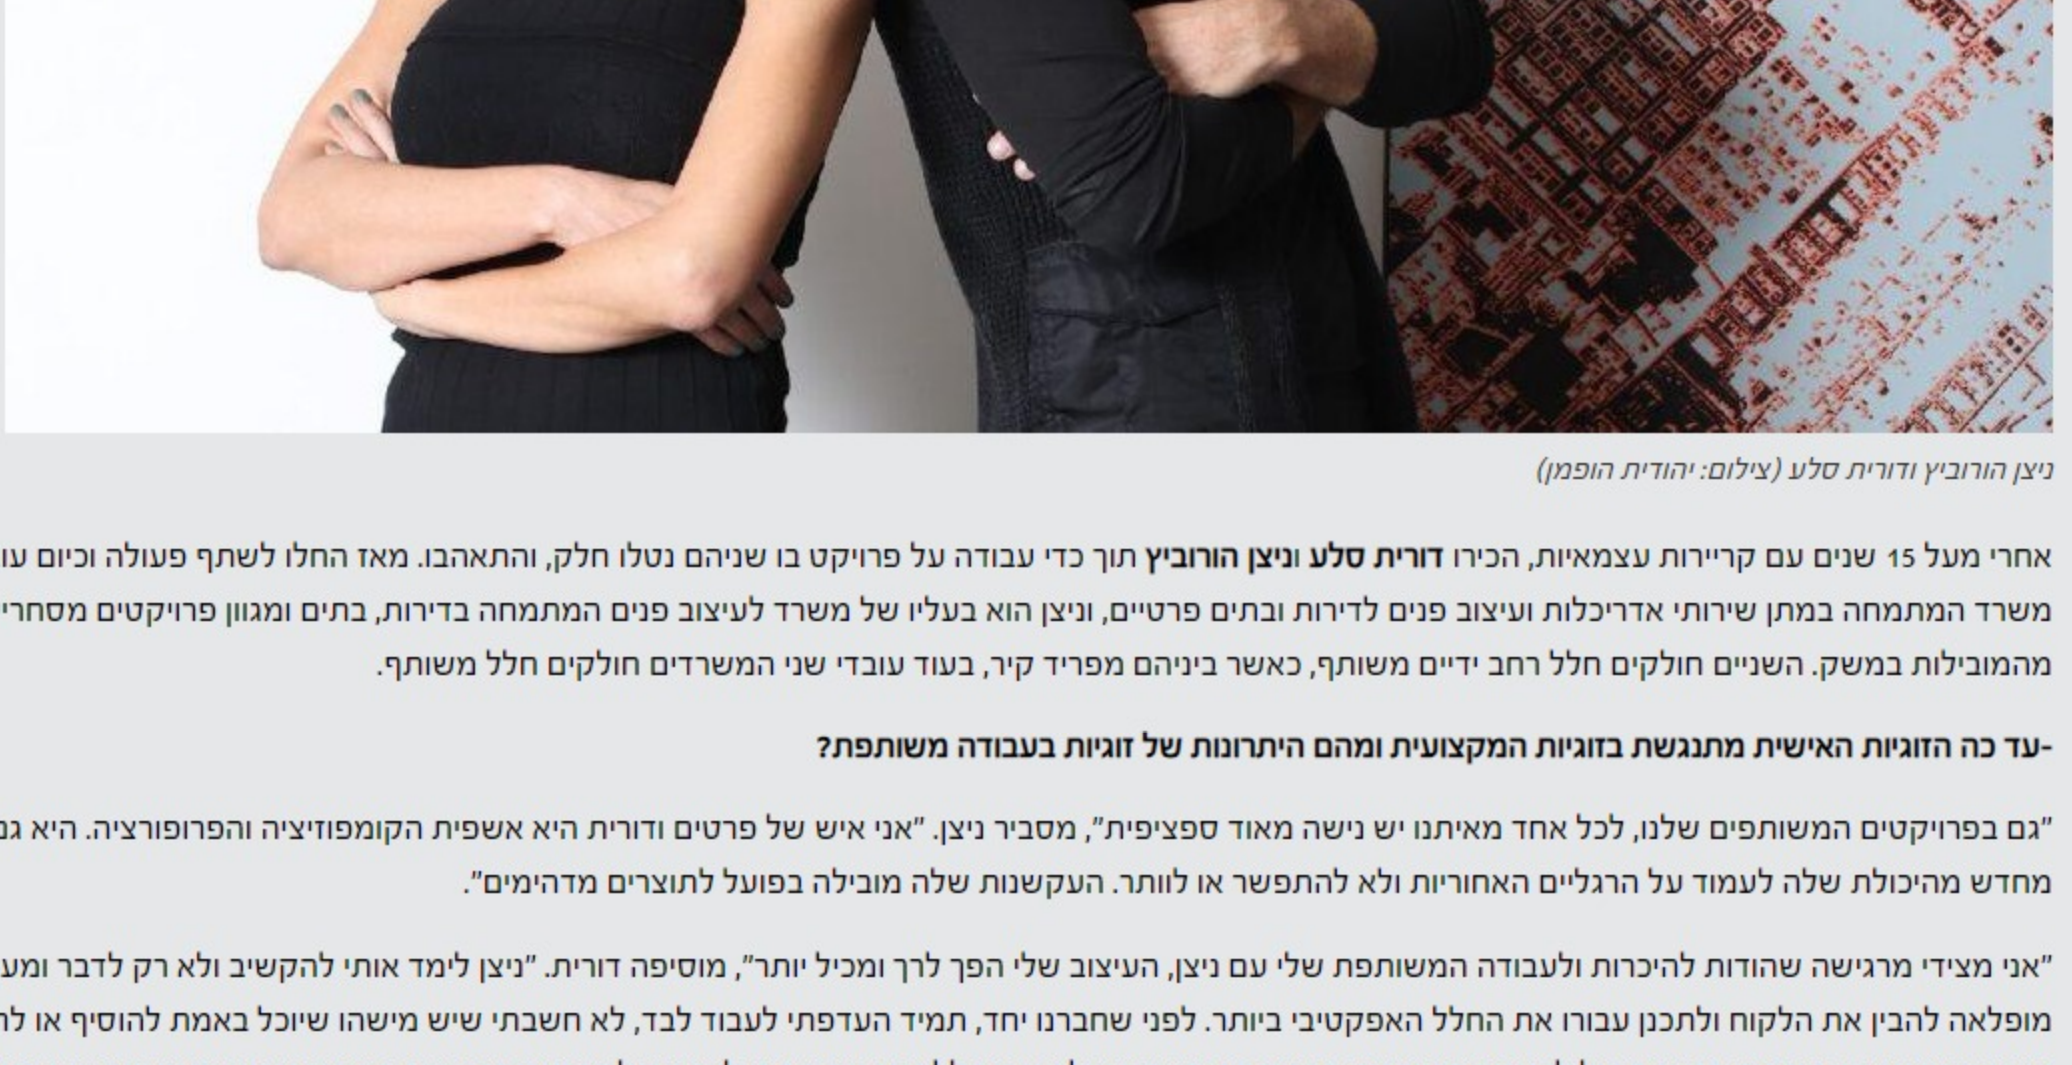 ניצן הורוביץ ודורית סלע (צילום: יהודית הופמן)
אחרי מעל 15 שנים עם קריירות עצמאיות, הכירו דורית סלע וניצן הורוביץ תוך כדי עבודה על פרויקט בו שניהם נטלו חלק, והתאהבו. מאז החלו לשתף פעולה וכיום
משרד המתמחה במתן שירותי אדריכלות ועיצוב פנים לדירות ובתים פרטיים, וניצן הוא בעליו של משרד לעיצוב פנים המתמחה בדירות, בתים ומגוון פרויקטים מסחרי
מהמובילות במשק. השניים חולקים חלל רחב ידיים משותף, כאשר ביניהם מפריד קיר, בעוד עובדי שני המשרדים חולקים חלל משותף.
-עד כה הזוגיות האישית מתנגשת בזוגיות המקצועית ומהם היתרונות של זוגיות בעבודה משותפת?
"גם בפרויקטים המשותפים שלנו, לכל אחד מאיתנו יש נישה מאוד ספציפית", מסביר ניצן. "אני איש של פרטים ודורית היא אשפית הקומפוזיציה והפרופורציה. היא
מחדש מהיכולת שלה לעמוד על הרגליים האחוריות ולא להתפשר או לוותר. העקשנות שלה מובילה בפועל לתוצרים מדהימים".
"אני מצידי מרגישה שהודות להיכרות ולעבודה המשותפת שלי עם ניצן, העיצוב שלי הפך לרך ומכיל יותר", מוסיפה דורית. "ניצן לימד אותי להקשיב ולא רק לדבר
מופלאה להבין את הלקוח ולתכנן עבורו את החלל האפקטיבי ביותר. לפני שחברנו יחד, תמיד העדפתי לעבוד לבד, לא חשבתי שיש מישהו שיוכל באמת להוסיף או